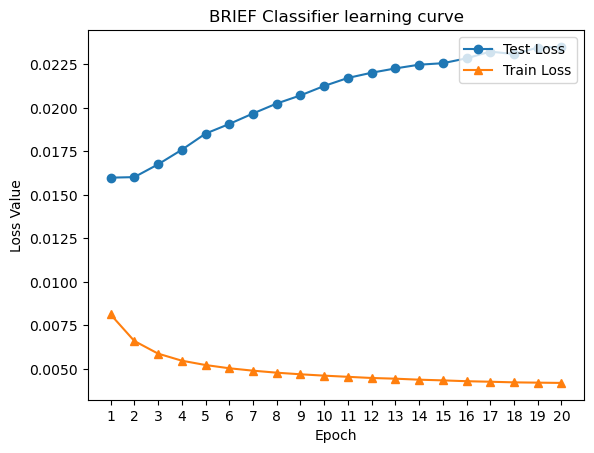 BRIEF Classifier learning curve
Test Loss
Train Loss
Loss Value
0.0225
0.0200
0.0175
0.0150
0.0125
0.0100
0.0075
0.0050
1 2 3 4 5 6 7 8 9 10 11 12 13 14 15 16 17 18 19 20
Epoch